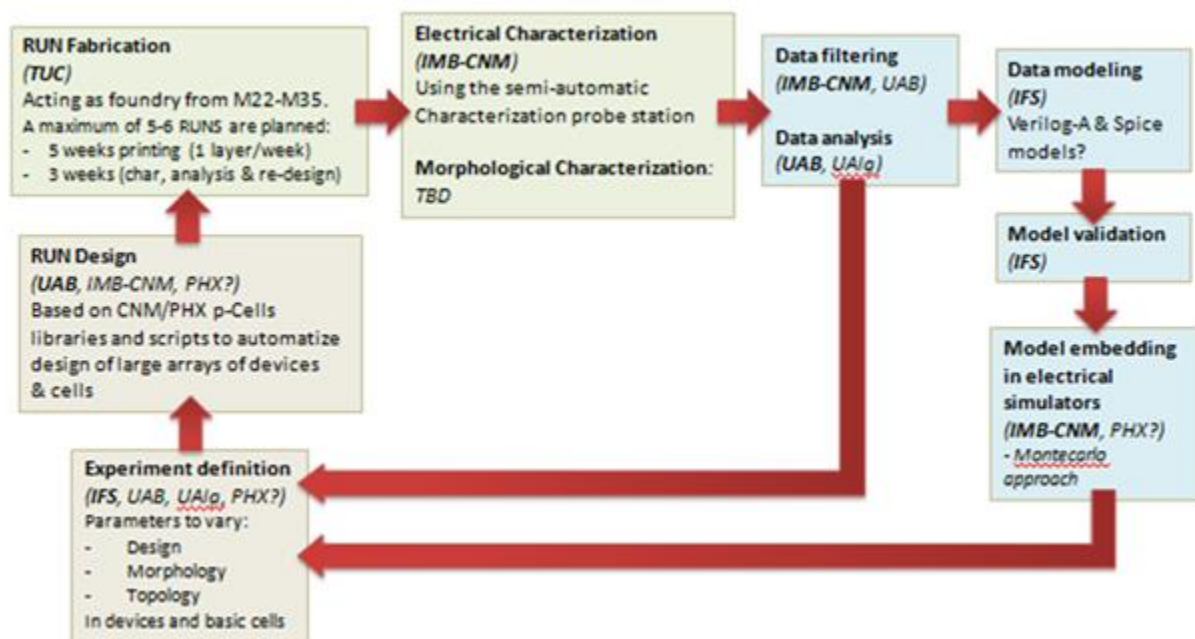 RUN Fabrication
(TUC)
Acting as foundry from M22-M35.
A maximum of 5-6 RUNS are planned:
- 5 weeks printing (1 layer/week)
- 3 weeks (char, analysis & re-design)
Electrical Characterization
(IMB-CNM)
Using the semi-automatic
Characterization probe station
Morphological Characterization:
TBD
Data filtering
(IMB-CNM, UAB)
Data analysis
(UAB, UAlg)
Data modeling
(IFS)
Verilog-A & Spice
models?
Model validation
(IFS)
Model embedding
in electrical
simulators
(IMB-CNM, PHX?)
- Montecarlo
approach
RUN Design
(UAB, IMB-CNM, PHX?)
Based on CNM/PHX p-Cells
libraries and scripts to automatize
design of large arrays of devices
& cells
Experiment definition
(IFS, UAB, UAlg, PHX?)
Parameters to vary:
- Design
- Morphology
- Topology
In devices and basic cells